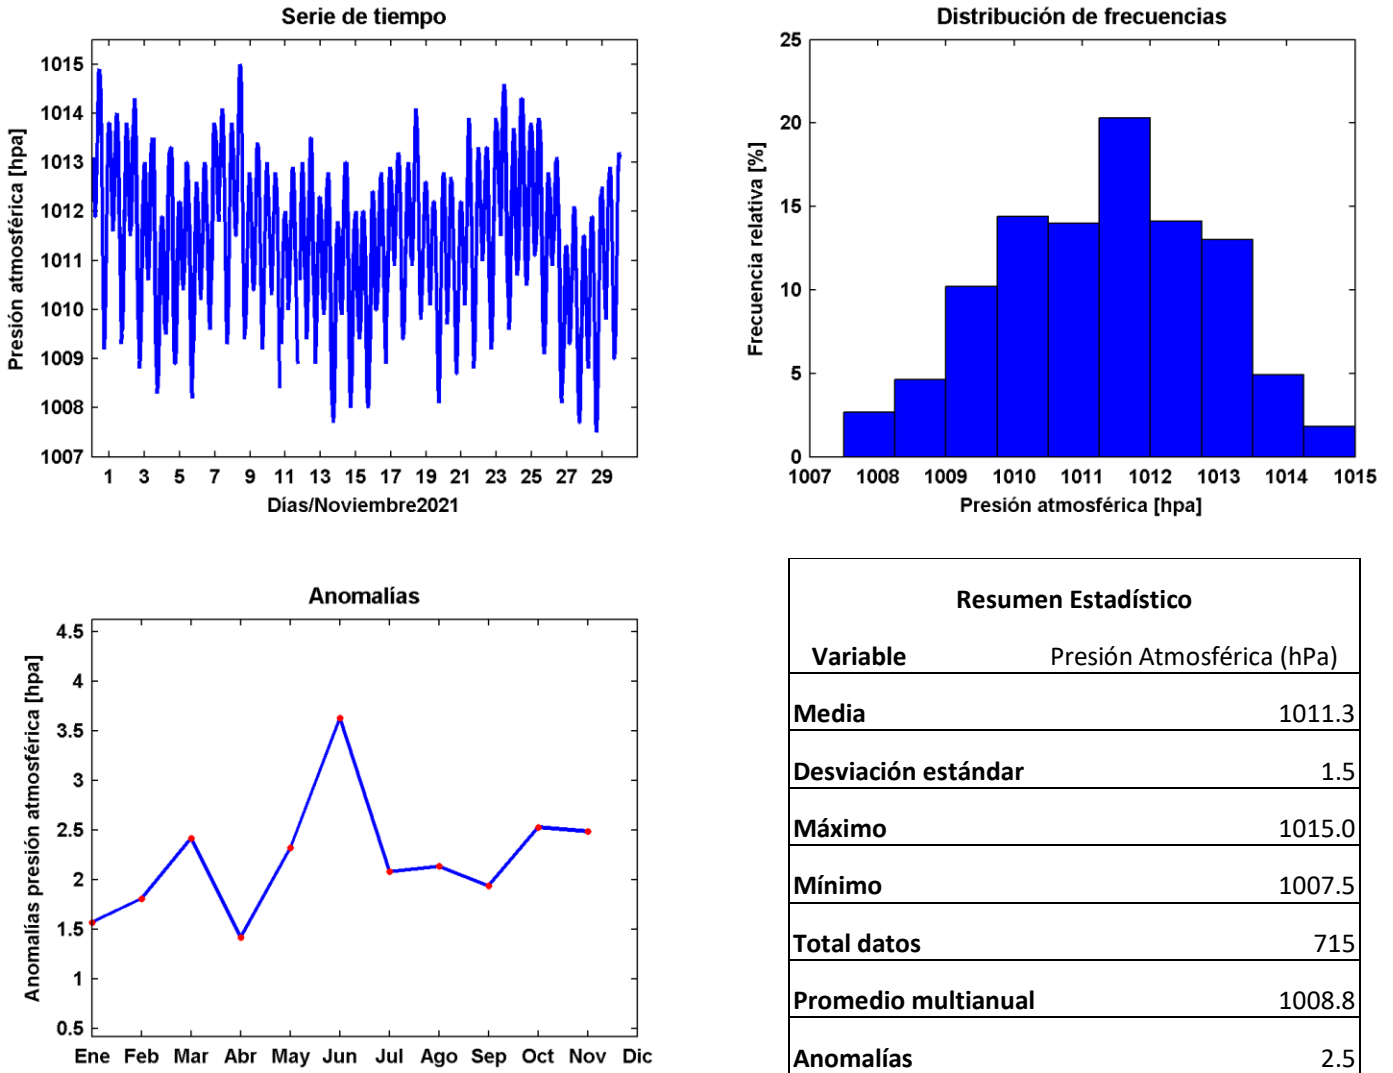 Serie de tiempo
Presión atmosférica [hpa]
1015
1014
1013
1012
1011
1010
1009
1008
1007
1 3 5 7 9 11 13 15 17 19 21 23 25 27 29
Días/Noviembre2021
Distribución de frecuencias
Frecuencia relativa [%]
25
20
15
10
5
0
1007 1008 1009 1010 1011 1012 1013 1014 1015
Presión atmosférica [hpa]
Anomalías
Anomalías presión atmosférica [hpa]
4.5
4
3.5
3
2.5
2
1.5
1
0.5
Ene Feb Mar Abr May Jun Jul Ago Sep Oct Nov Dic
Resumen Estadístico
Variable Presión Atmosférica (hPa)
Media 1011.3
Desviación estándar 1.5
Máximo 1015.0
Mínimo 1007.5
Total datos 715
Promedio multianual 1008.8
Anomalías 2.5